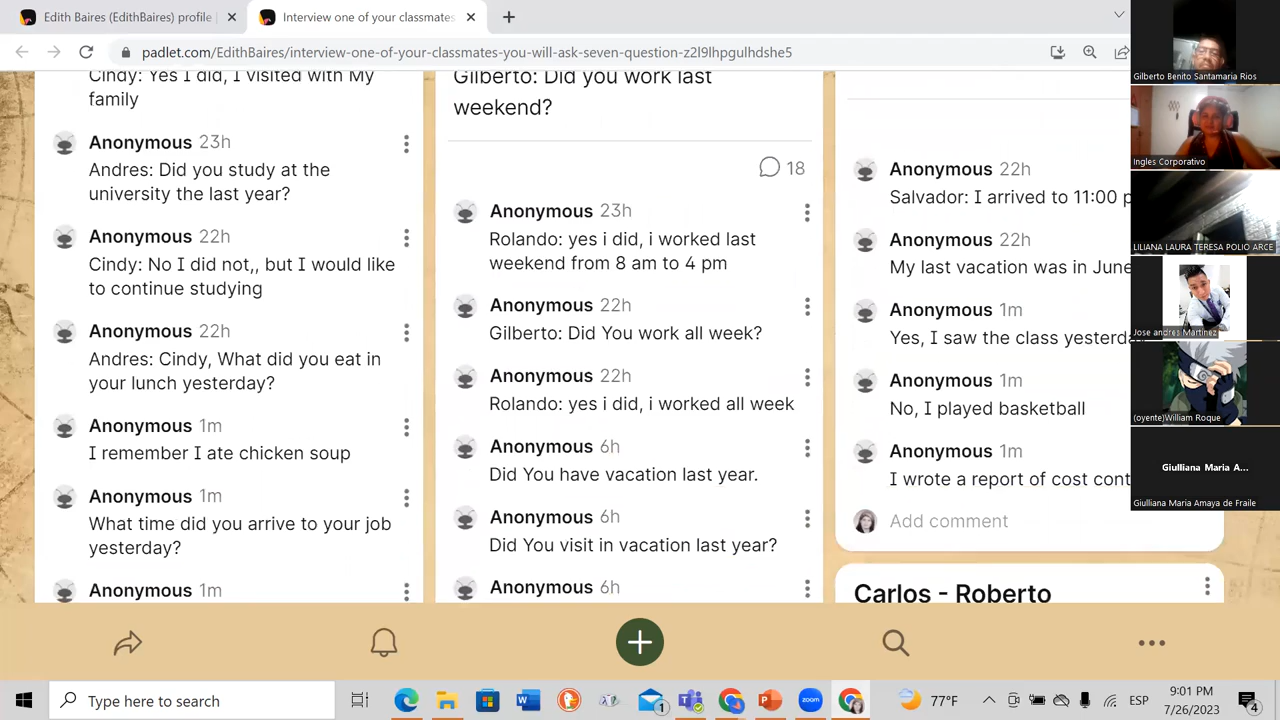 Edith Baires (EdithBaires) profile
Interview one of your classmates
padlet.com/EdithBaires/interview-one-of-your-classmates-you-will-ask-seven-question-z2l9lhpgulhdshe5
Cindy: Yes I did, I visited with My
family
Anonymous 23h
Andres: Did you study at the
university the last year?
Anonymous 22h
Cindy: No I did not,, but I would like
to continue studying
Anonymous 22h
Andres: Cindy, What did you eat in
your lunch yesterday?
Anonymous 1m
I remember I ate chicken soup
Anonymous 1m
What time did you arrive to your job
yesterday?
Anonymous 1m
Gilberto: Did you work last
weekend?
18
Anonymous 23h
Rolando: yes i did, i worked last
weekend from 8 am to 4 pm
Anonymous 22h
Gilberto: Did You work all week?
Anonymous 22h
Rolando: yes i did, i worked all week
Anonymous 6h
Did You have vacation last year.
Anonymous 6h
Did You visit in vacation last year?
Anonymous 6h
Anonymous 22h
Salvador: I arrived to 11:00 p
Anonymous 22h
My last vacation was in June
Anonymous 1m
Yes, I saw the class yesterda
Anonymous 1m
No, I played basketball
Anonymous 1m
I wrote a report of cost cont
Add comment
Carlos - Roberto
Gilberto Benito Santamaria Rios
Ingles Corporativo
LILIANA LAURA TERESA POLIO ARCE
Jose andres Martinez
(oyente)William Roque
Giulliana Maria A...
Giulliana Maria Amaya de Fraile
Type here to search
1
zoom
77°F
ESP
9:01 PM
7/26/2023
4